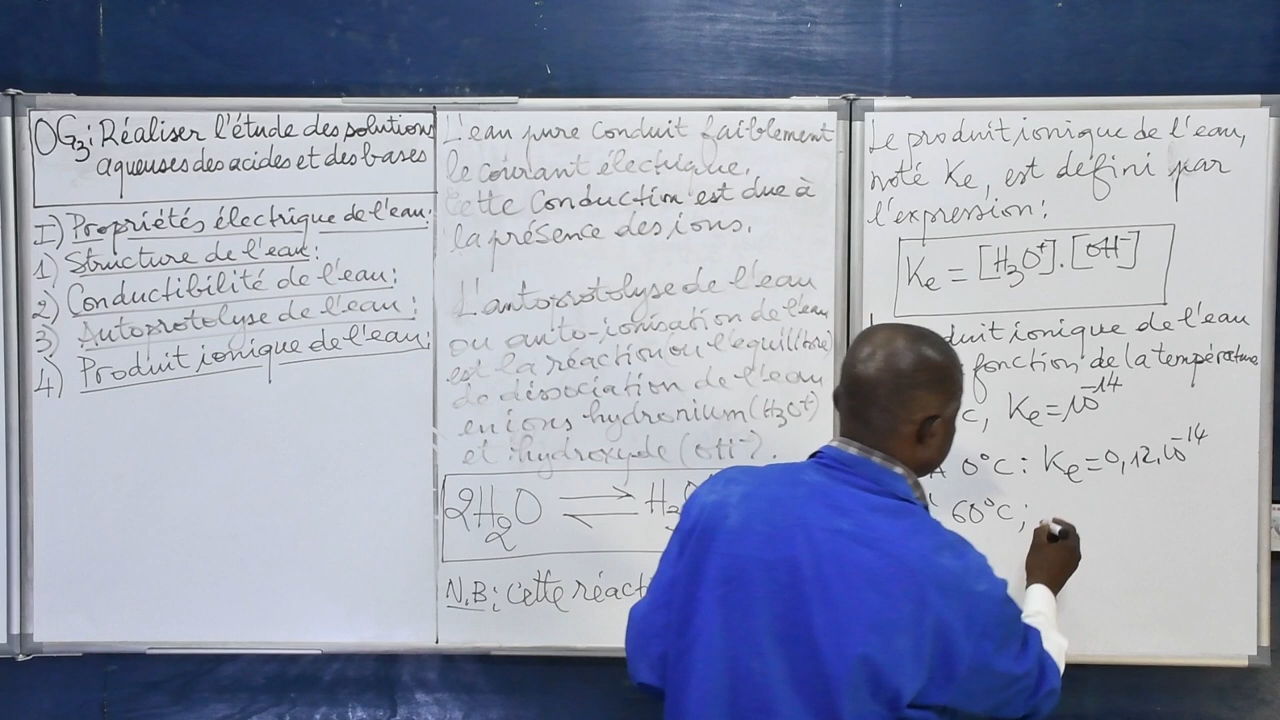 OG3: Réaliser l'étude des solutions
aqueuses des acides et des bases
I) Propriétés électrique de l'eau:
1) Structure de l'eau:
2) Conductibilité de l'eau:
3) Autoprotolyse de l'eau:
4) Produit ionique de l'eau:
L'eau pure conduit faiblement
le courant électrique.
Cette Conduction est due à
la présence des ions.
L'autoprotolyse de l'eau
ou auto-ionisation de l'eau
est la réaction (ou l'équilibre)
de dissociation de l'eau
en ions hydronium (H3O+)
et hydroxyde (OH-).
2H2O ⇌ H3
N.B: Cette réact
Le produit ionique de l'eau,
noté Ke, est défini par
l'expression:
Ke = [H3O+].[OH-]
duit ionique de l'eau
fonction de la température
C, Ke=10^-14
A 0°C: Ke=0,12.10^-14
60°C;